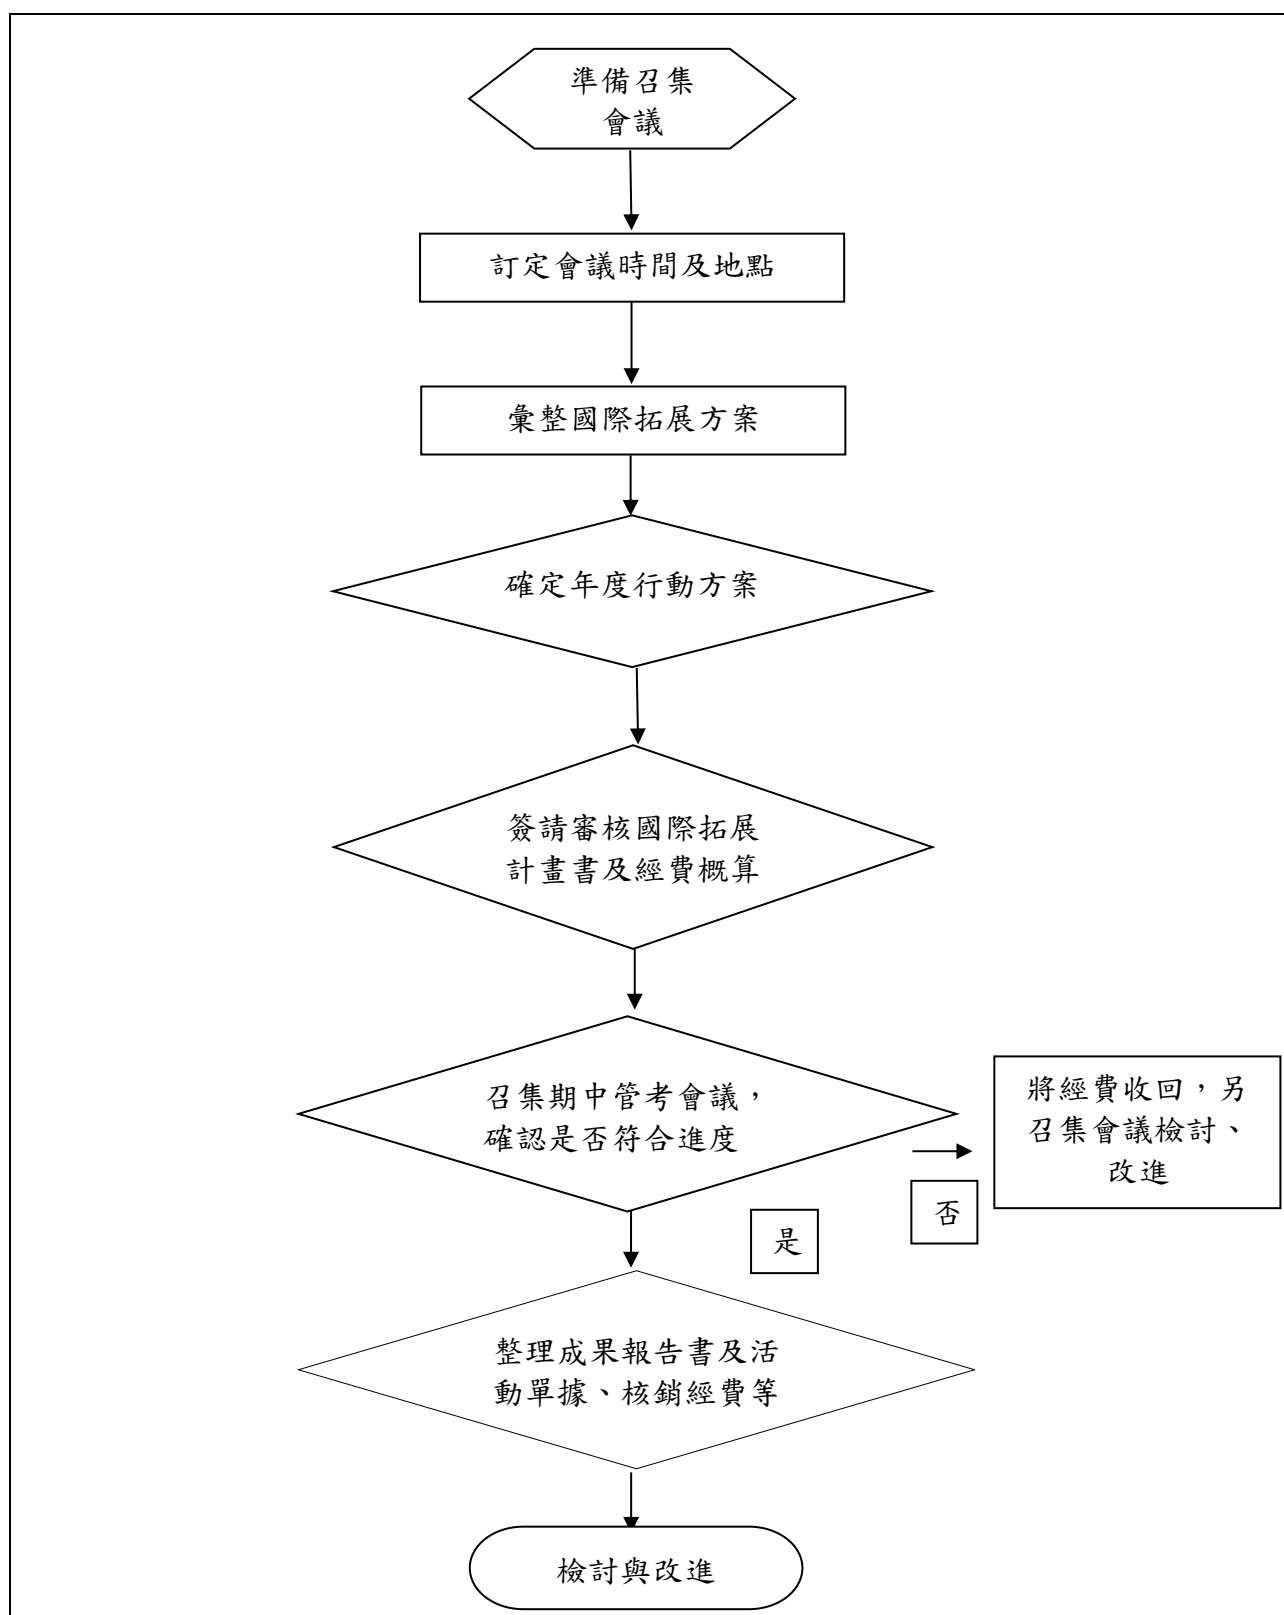 準備召集
會議
訂定會議時間及地點
彙整國際拓展方案
確定年度行動方案
簽請審核國際拓展
計畫書及經費概算
召集期中管考會議，
確認是否符合進度
將經費收回，另
召集會議檢討、
改進
否
是
整理成果報告書及活
動單據、核銷經費等
檢討與改進